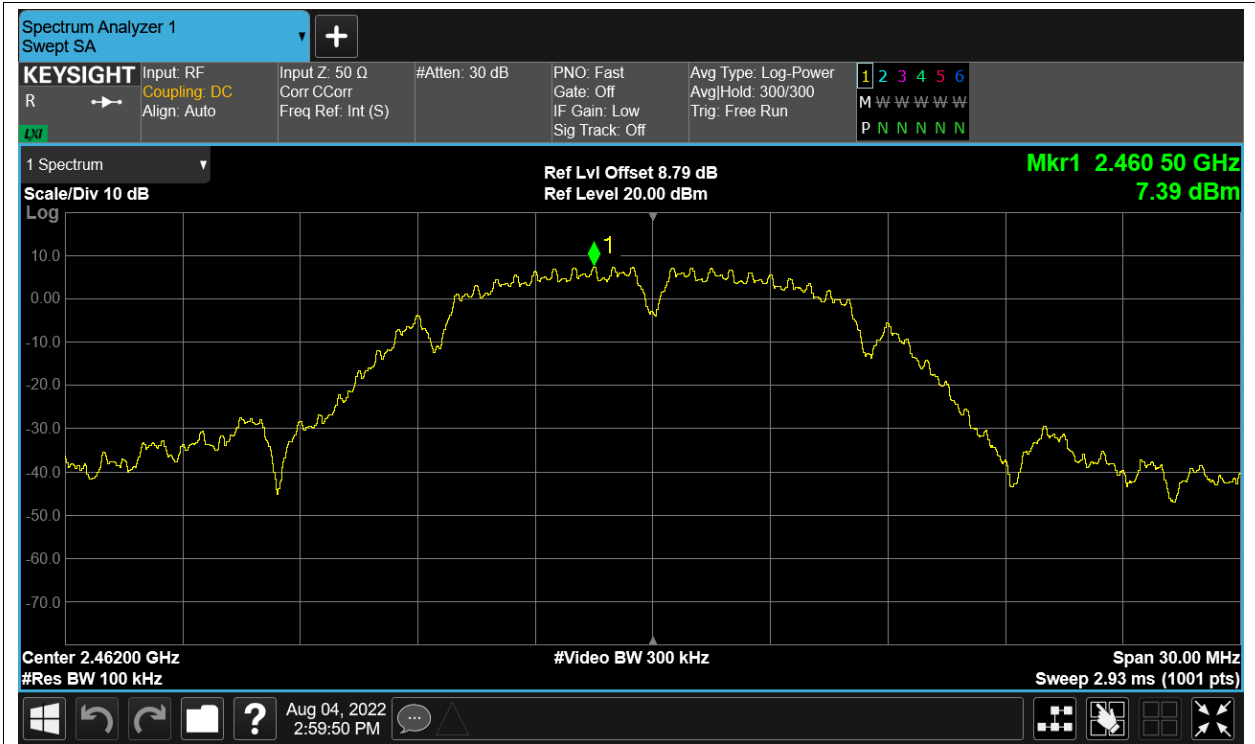 Spectrum Analyzer 1
Swept SA
+
KEYSIGHT
R
LXI
Input: RF
Coupling: DC
Align: Auto
Input Z: 50 Ω
Corr CCorr
Freq Ref: Int (S)
#Atten: 30 dB
PNO: Fast
Gate: Off
IF Gain: Low
Sig Track: Off
Avg Type: Log-Power
Avg|Hold: 300/300
Trig: Free Run
1 2 3 4 5 6
M W W W W W
P N N N N N
1 Spectrum
Scale/Div 10 dB
Ref Lvl Offset 8.79 dB
Ref Level 20.00 dBm
Mkr1 2.460 50 GHz
7.39 dBm
Log
1
10.0
0.00
-10.0
-20.0
-30.0
-40.0
-50.0
-60.0
-70.0
Center 2.46200 GHz
#Res BW 100 kHz
#Video BW 300 kHz
Span 30.00 MHz
Sweep 2.93 ms (1001 pts)
?
Aug 04, 2022
2:59:50 PM